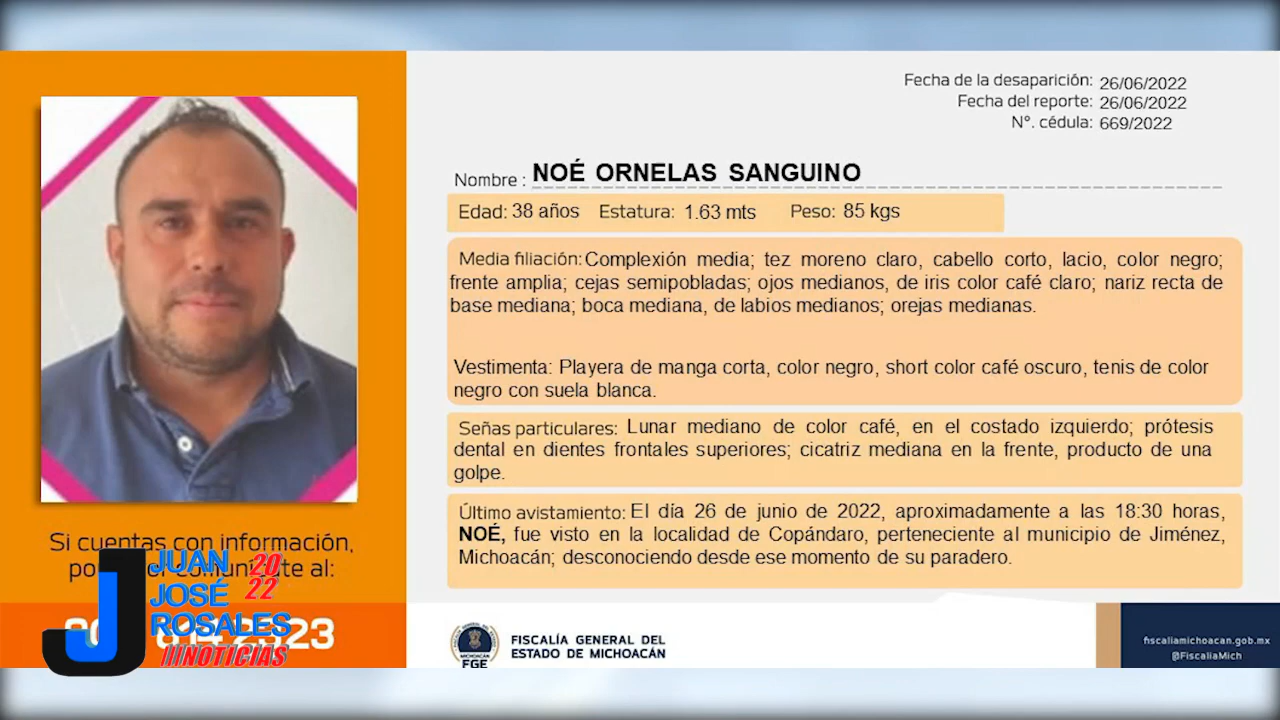 Fecha de la desaparición: 26/06/2022
Fecha del reporte: 26/06/2022
N°. cédula: 669/2022
Nombre : NOÉ ORNELAS SANGUINO
Edad: 38 años Estatura: 1.63 mts Peso: 85 kgs
Media filiación: Complexión media; tez moreno claro, cabello corto, lacio, color negro;
frente amplia; cejas semipobladas; ojos medianos, de iris color café claro; nariz recta de
base mediana; boca mediana, de labios medianos; orejas medianas.
Vestimenta: Playera de manga corta, color negro, short color café oscuro, tenis de color
negro con suela blanca.
Señas particulares: Lunar mediano de color café, en el costado izquierdo; prótesis
dental en dientes frontales superiores; cicatriz mediana en la frente, producto de una
golpe.
Último avistamiento: El día 26 de junio de 2022, aproximadamente a las 18:30 horas,
NOÉ, fue visto en la localidad de Copándaro, perteneciente al municipio de Jiménez,
Michoacán; desconociendo desde ese momento de su paradero.
Si cuentas con información,
al:
J
JUAN 20
JOSÉ 22
ROSALES
///NOTICIAS
MICHOACÁN
FGE
FISCALÍA GENERAL DEL
ESTADO DE MICHOACÁN
fiscaliamichoacan.gob.mx
@FiscaliaMich